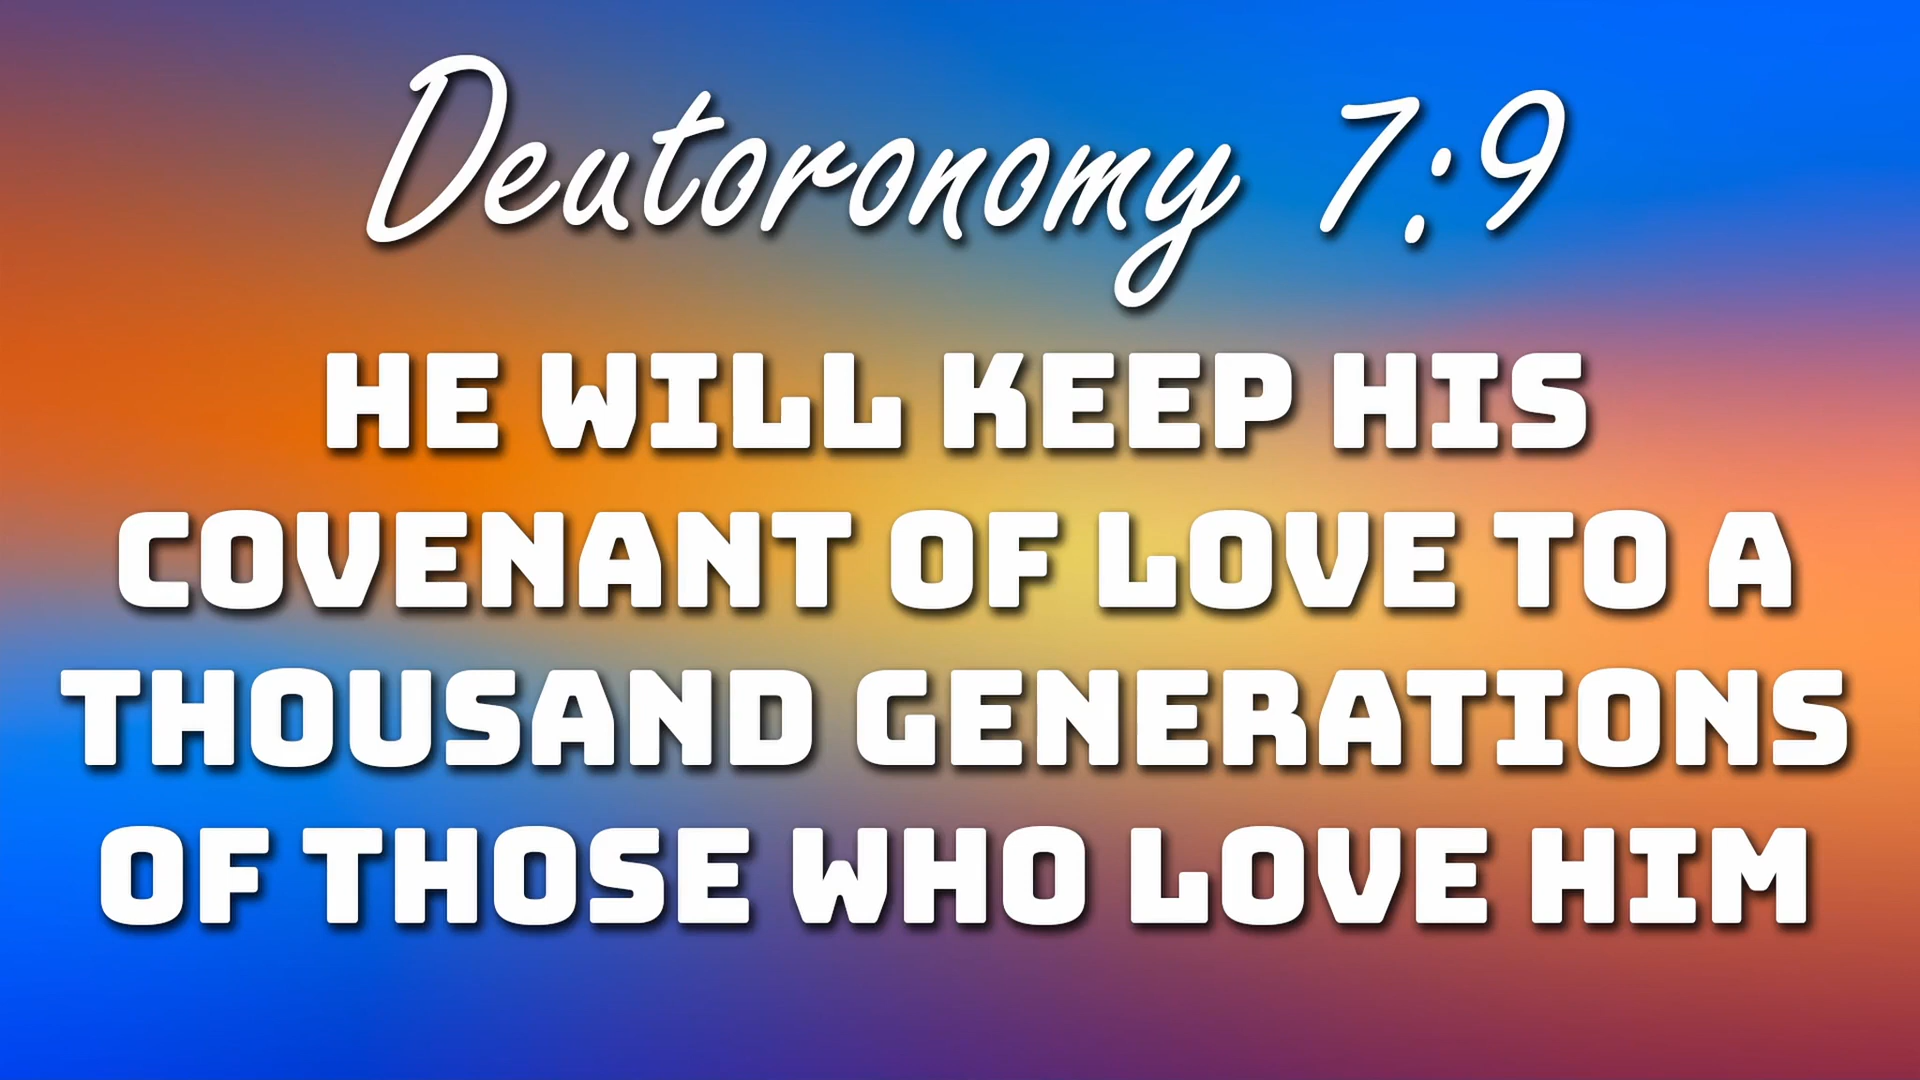 Deutoronomy 7:9
HE WILL KEEP HIS
COVENANT OF LOVE TO A
THOUSAND GENERATIONS
OF THOSE WHO LOVE HIM